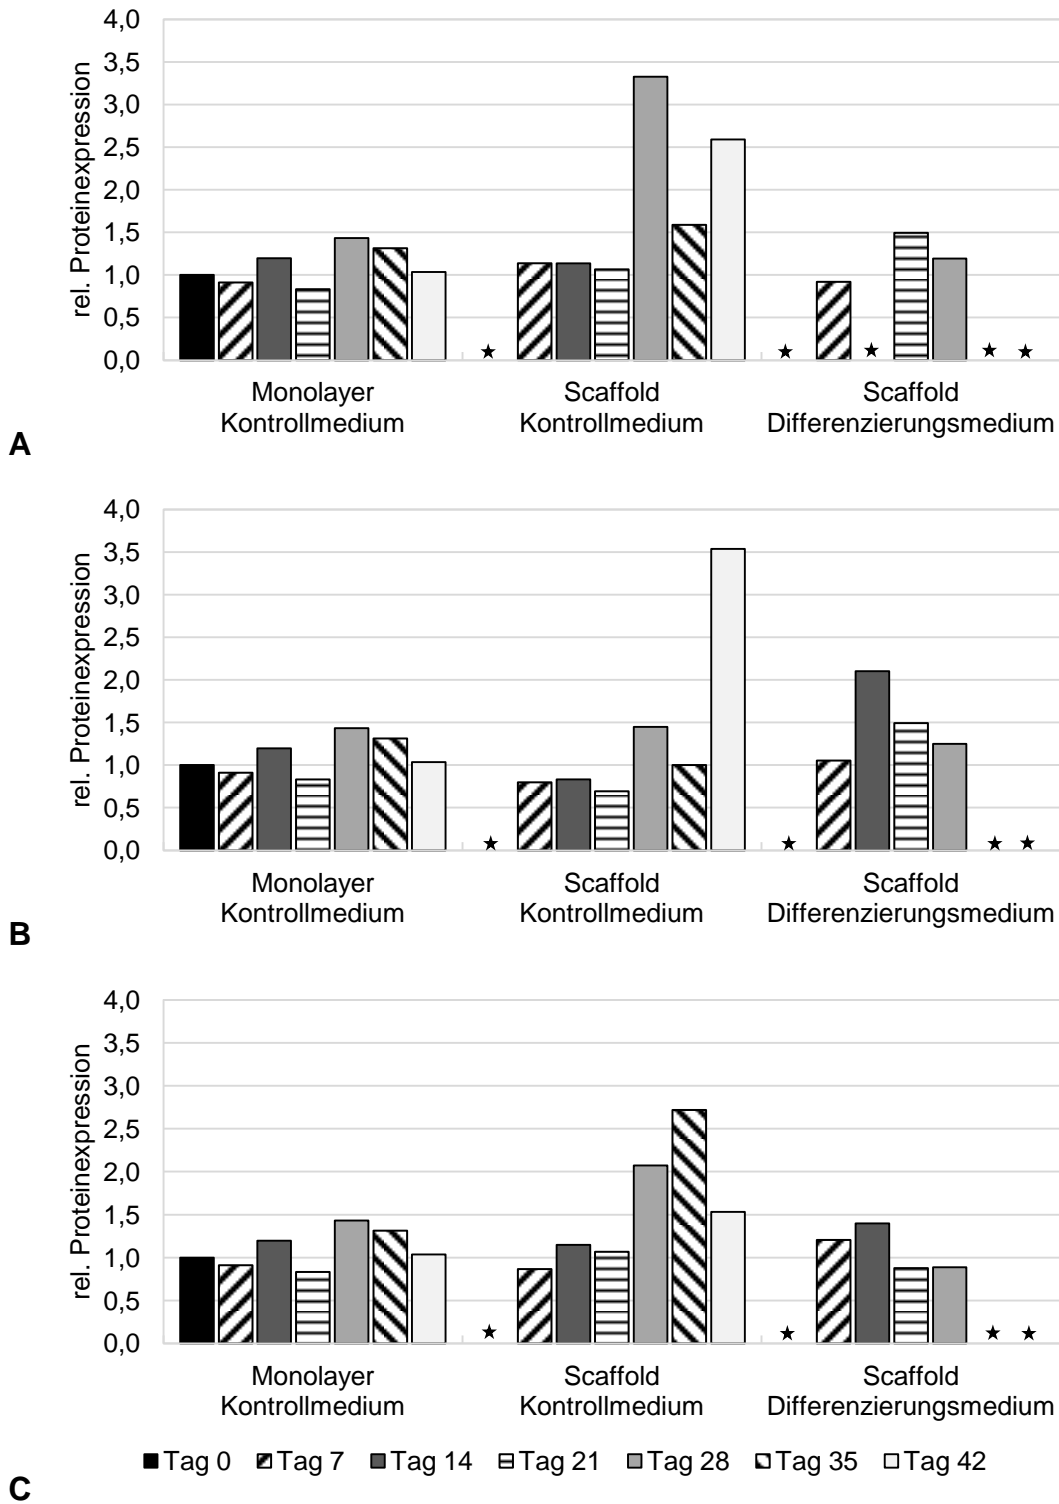 4,0
3,5
3,0
2,5
2,0
1,5
1,0
0,5
0,0
rel. Proteinexpression
Monolayer Kontrollmedium
Scaffold Kontrollmedium
Scaffold Differenzierungsmedium
A
4,0
3,5
3,0
2,5
2,0
1,5
1,0
0,5
0,0
rel. Proteinexpression
Monolayer Kontrollmedium
Scaffold Kontrollmedium
Scaffold Differenzierungsmedium
B
4,0
3,5
3,0
2,5
2,0
1,5
1,0
0,5
0,0
rel. Proteinexpression
Monolayer Kontrollmedium
Scaffold Kontrollmedium
Scaffold Differenzierungsmedium
Tag 0 Tag 7 Tag 14 Tag 21 Tag 28 Tag 35 Tag 42
C